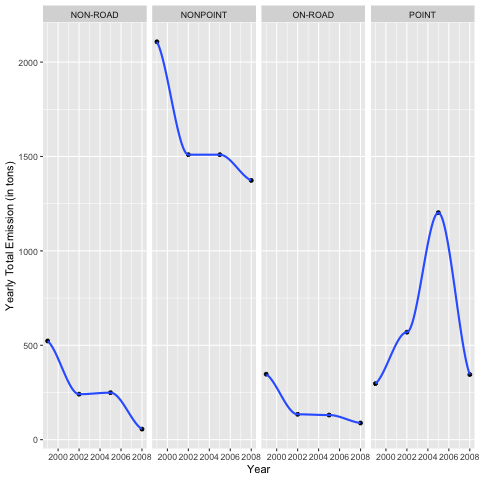 NON-ROAD NONPOINT ON-ROAD POINT
Yearly Total Emission (in tons)
2000
1500
1000
500
0
2000 2002 2004 2006 2008 2000 2002 2004 2006 2008 2000 2002 2004 2006 2008 2000 2002 2004 2006 2008
Year